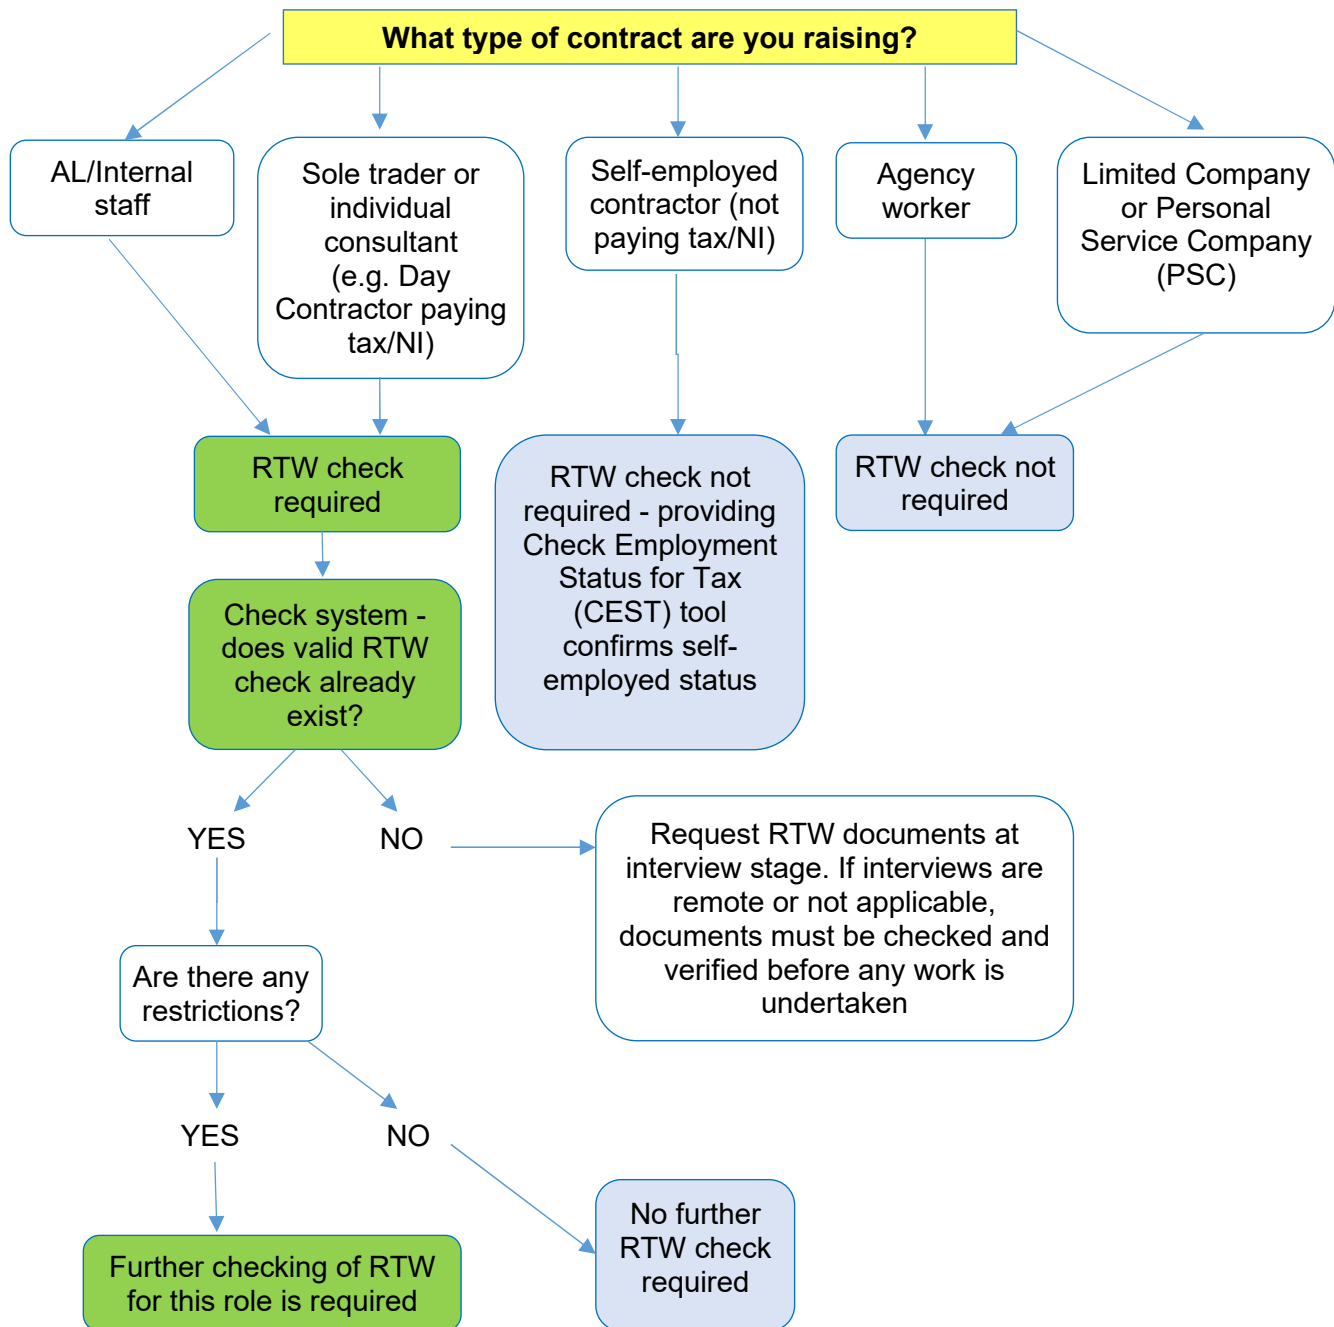 What type of contract are you raising?
AL/Internal
staff
Sole trader or
individual
consultant
(e.g. Day
Contractor paying
tax/NI)
Self-employed
contractor (not
paying tax/NI)
Agency
worker
Limited Company
or Personal
Service Company
(PSC)
RTW check
required
RTW check not
required - providing
Check Employment
Status for Tax
(CEST) tool
confirms self-
employed status
RTW check not
required
Check system -
does valid RTW
check already
exist?
YES
NO
Request RTW documents at
interview stage. If interviews are
remote or not applicable,
documents must be checked and
verified before any work is
undertaken
Are there any
restrictions?
YES
NO
Further checking of RTW
for this role is required
No further
RTW check
required